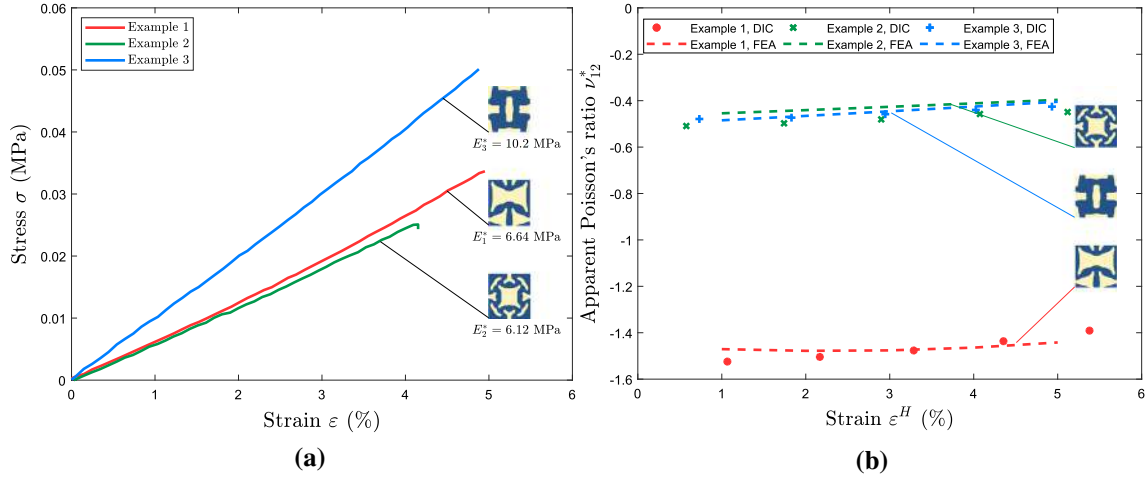 0.06
0.05
0.04
0.03
0.02
0.01
0
0 1 2 3 4 5 6
Stress σ (MPa)
Strain ε (%)
Example 1
Example 2
Example 3
E₃* = 10.2 MPa
E₁* = 6.64 MPa
E₂* = 6.12 MPa
(a)
0
-0.2
-0.4
-0.6
-0.8
-1
-1.2
-1.4
-1.6
0 1 2 3 4 5 6
Apparent Poisson's ratio ν₁₂*
Strain εᴴ (%)
Example 1, DIC Example 2, DIC Example 3, DIC
Example 1, FEA Example 2, FEA Example 3, FEA
(b)